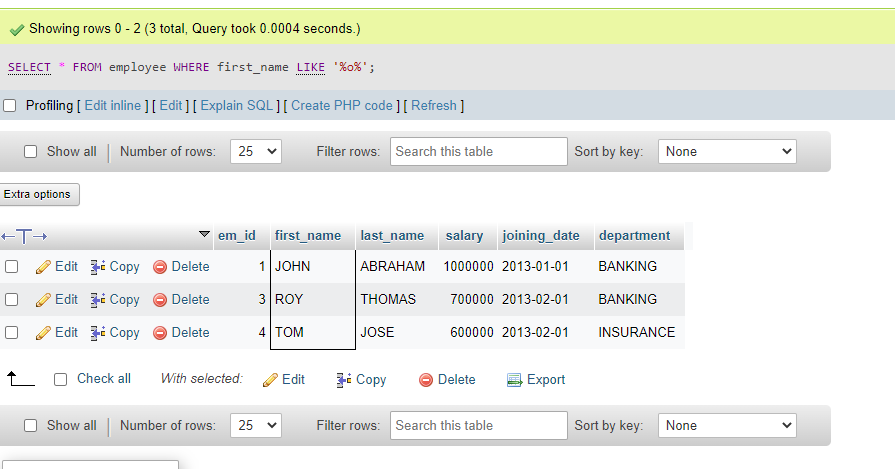 Showing rows 0 - 2 (3 total, Query took 0.0004 seconds.)
SELECT * FROM employee WHERE first_name LIKE '%o%';
Profiling [ Edit inline ] [ Edit ] [ Explain SQL ] [ Create PHP code ] [ Refresh ]
Show all Number of rows: 25 Filter rows: Search this table Sort by key: None
Extra options
em_id first_name last_name salary joining_date department
Edit Copy Delete 1 JOHN ABRAHAM 1000000 2013-01-01 BANKING
Edit Copy Delete 3 ROY THOMAS 700000 2013-02-01 BANKING
Edit Copy Delete 4 TOM JOSE 600000 2013-02-01 INSURANCE
Check all With selected: Edit Copy Delete Export
Show all Number of rows: 25 Filter rows: Search this table Sort by key: None